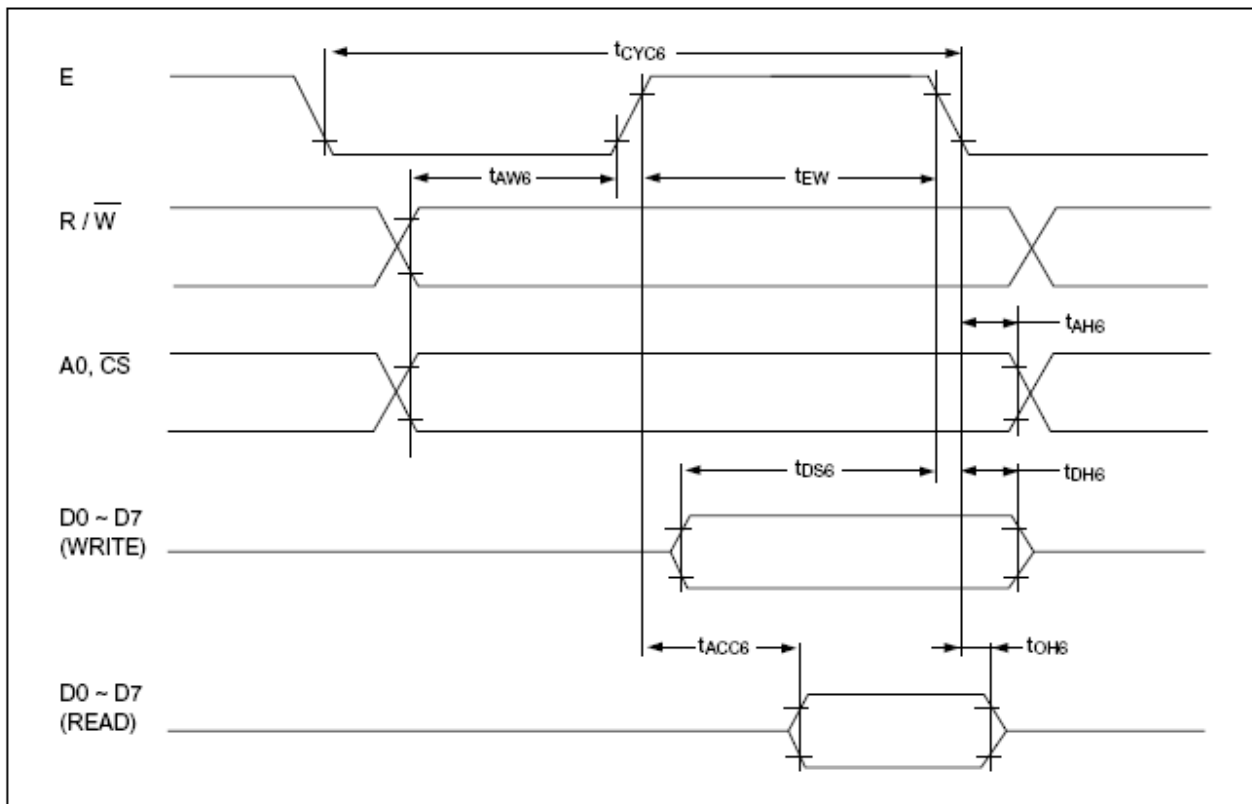 tCYC6
E
tAW6
tEW
R / W
tAH6
A0, CS
tDS6
tDH6
D0 ~ D7
(WRITE)
tACC6
tOH6
D0 ~ D7
(READ)